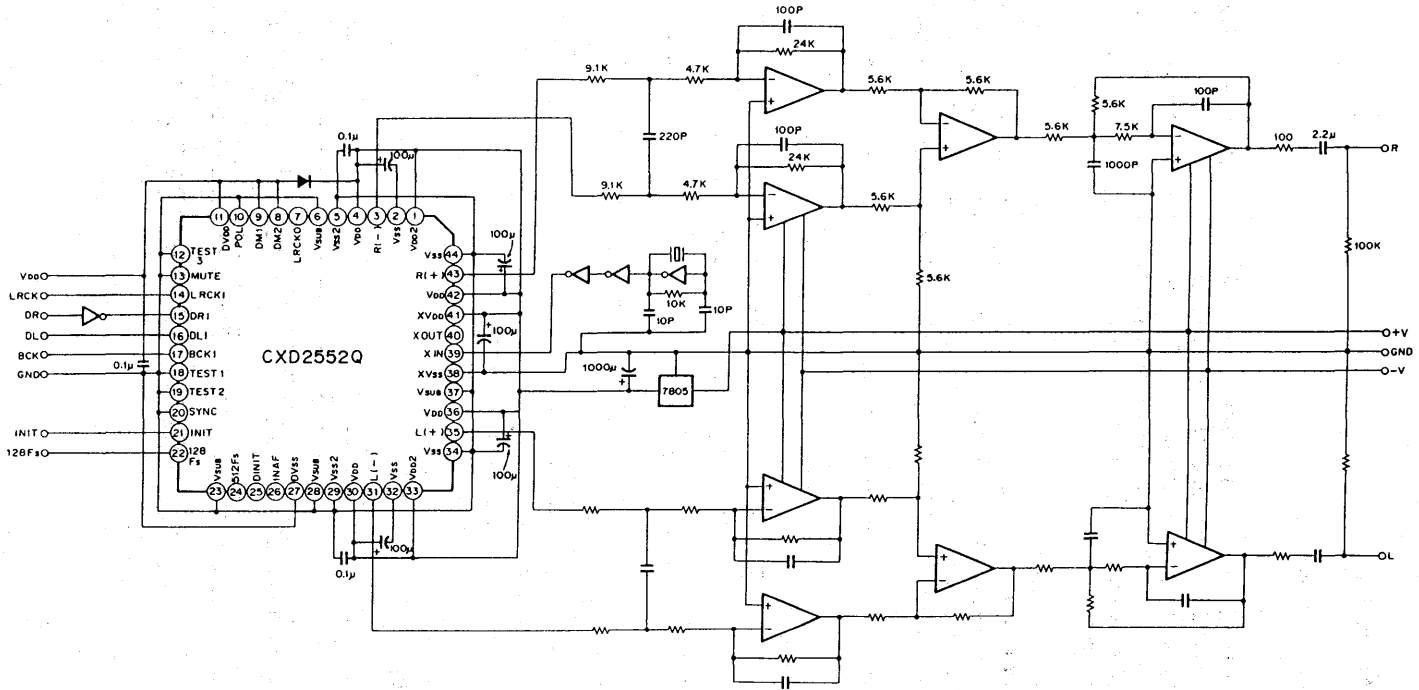 100P
24K
9.1K
4.7K
5.6K
5.6K
100P
5.6K
7.5K
5.6K
100
2.2μ
R
0.1μ
100μ
220P
100P
24K
1000P
9.1K
4.7K
5.6K
11
10
9
8
7
6
5
4
3
2
1
DVDD
POL
DM1
DM2
LRCKO
VSUB
VSS2
VDD
R(-)
VSS
VDD2
100μ
100K
12
TEST 3
VSS
44
VDD
13
MUTE
R(+)
43
LRCK
14
LRCKI
VDD
42
10K
5.6K
DR
15
DRI
XVDD
41
10P
10P
DL
16
DLI
XOUT
40
100μ
+V
BCK
17
BCKI
CXD2552Q
XIN
39
GND
GND
0.1μ
18
TEST1
XVSS
38
1000μ
7805
-V
19
TEST2
VSUB
37
20
SYNC
VDD
36
INIT
21
INIT
L(+)
35
128Fs
22
128 Fs
VSS
34
100μ
VSUB
512Fs
DINIT
INAF
DVSS
VSUB
VSS2
VDD
L(-)
VSS
VDD2
23
24
25
26
27
28
29
30
31
32
33
100μ
0.1μ
L
- + - + - + - + - + + - + - + - + - + -